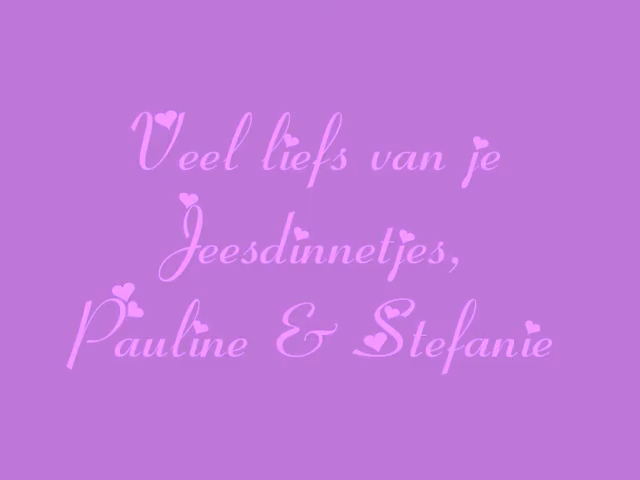 Veel liefs van je
Jeesdinnetjes,
Pauline & Stefanie